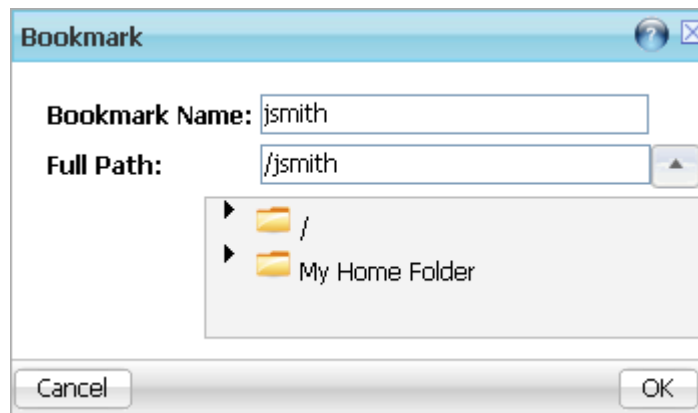 Bookmark
?
Bookmark Name: jsmith
Full Path: /jsmith
/
My Home Folder
Cancel OK